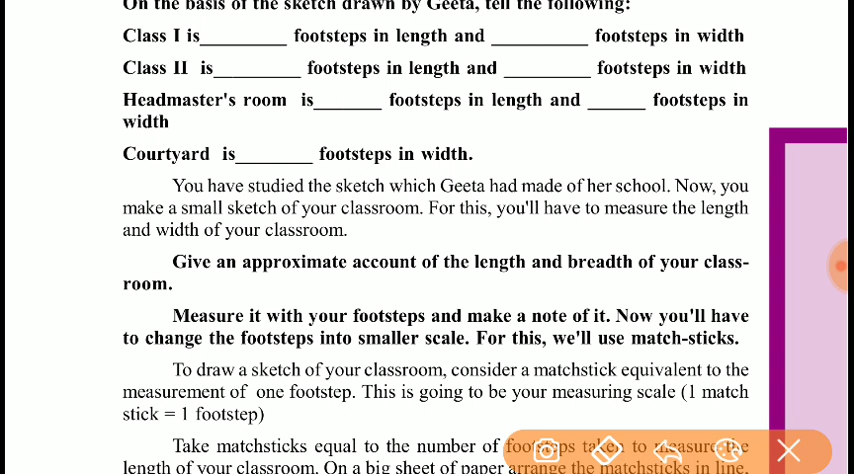 On the basis of the sketch drawn by Geeta, tell the following:
Class I is_________ footsteps in length and __________ footsteps in width
Class II is_________ footsteps in length and _________ footsteps in width
Headmaster's room is_______ footsteps in length and ______ footsteps in
width
Courtyard is________ footsteps in width.
You have studied the sketch which Geeta had made of her school. Now, you
make a small sketch of your classroom. For this, you'll have to measure the length
and width of your classroom.
Give an approximate account of the length and breadth of your class-
room.
Measure it with your footsteps and make a note of it. Now you'll have
to change the footsteps into smaller scale. For this, we'll use match-sticks.
To draw a sketch of your classroom, consider a matchstick equivalent to the
measurement of one footstep. This is going to be your measuring scale (1 match
stick = 1 footstep)
Take matchsticks equal to the number of footsteps taken to measure the
length of your classroom. On a big sheet of paper arrange the matchsticks in line,